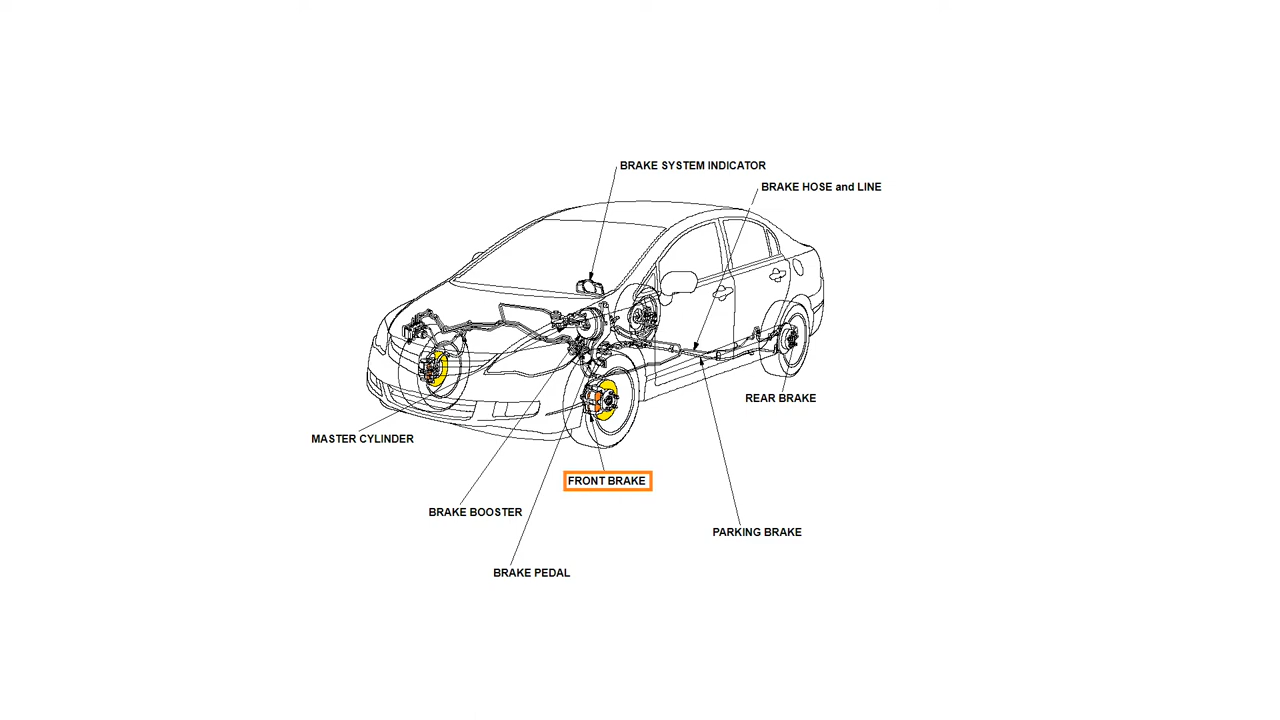 BRAKE SYSTEM INDICATOR
BRAKE HOSE and LINE
REAR BRAKE
MASTER CYLINDER
FRONT BRAKE
BRAKE BOOSTER
PARKING BRAKE
BRAKE PEDAL